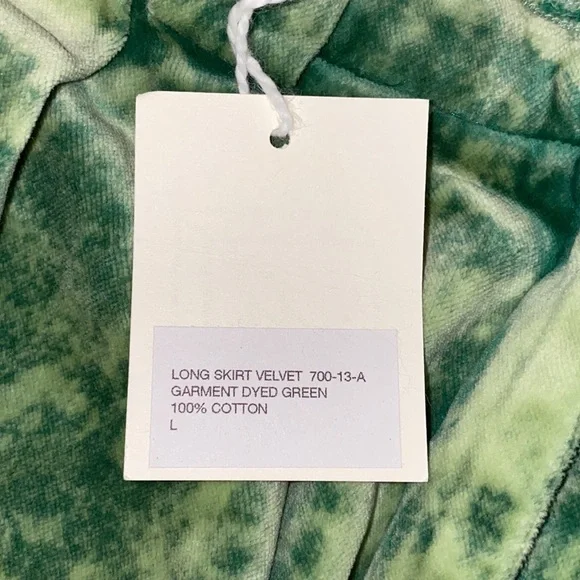 LONG SKIRT VELVET 700-13-A
GARMENT DYED GREEN
100% COTTON
L